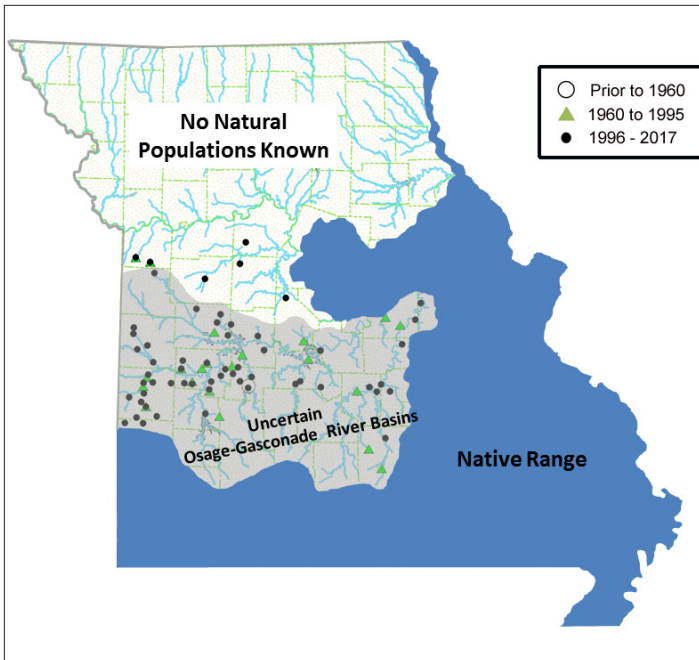 No Natural
Populations Known
Prior to 1960
1960 to 1995
1996 - 2017
Uncertain
Osage-Gasconade River Basins
Native Range